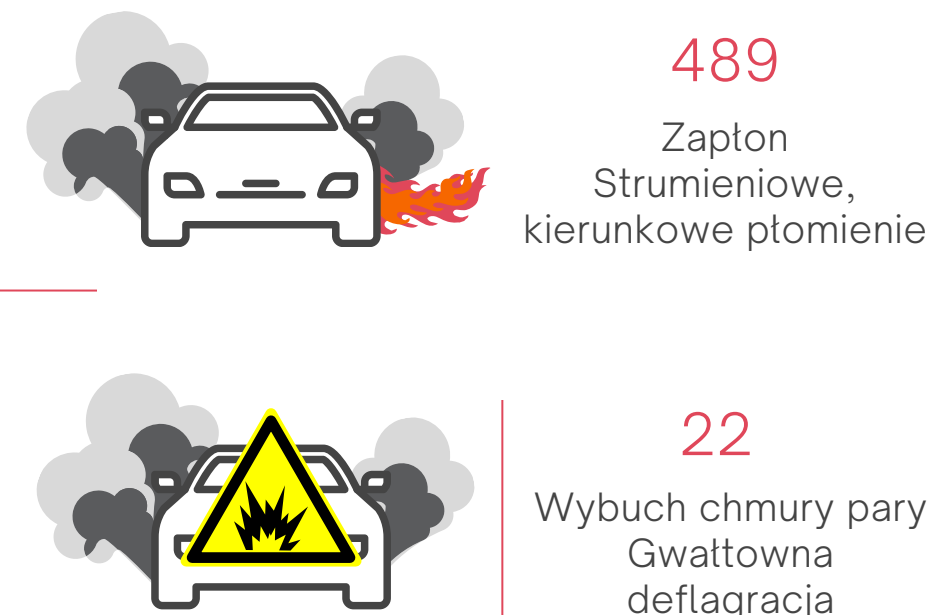 489
Zapłon
Strumieniowe,
kierunkowe płomienie
22
Wybuch chmury pary
Gwałtowna
deflagracja